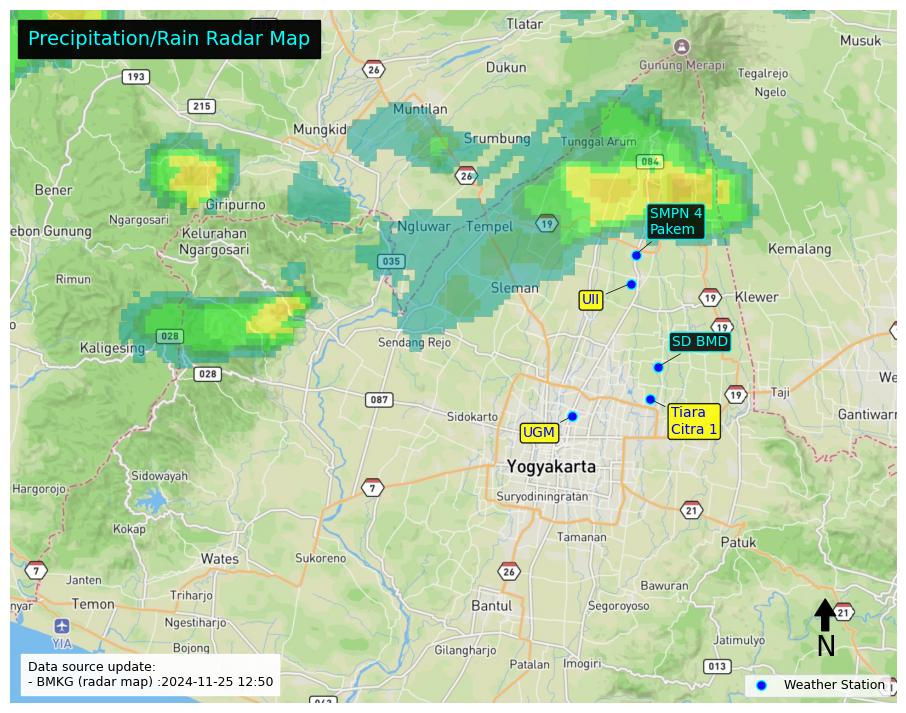 Precipitation/Rain Radar Map
Tlatar
Musuk
26
Dukun
Gunung Merapi
Tegalrejo
193
Ngelo
215
Muntilan
Mungkid
Srumbung
Tunggal Arum
084
26
Bener
Giripurno
Ngargosari
SMPN 4
Pakem
ebon Gunung
Kelurahan
Ngargosari
Ngluwar
Tempel
19
Kemalang
035
Rimun
Sleman
UII
19
Klewer
19
028
Kaligesing
Sendang Rejo
SD BMD
028
We
087
19
Taji
Sidokarto
Tiara
Citra 1
Gantiwarn
UGM
Yogyakarta
Sidowayah
Hargorojo
7
Suryodiningratan
21
Kokap
Tamanan
Patuk
Wates
Sukoreno
7
26
Janten
Bawuran
Triharjo
nyar
Temon
Bantul
Segoroyoso
21
Ngestiharjo
YIA
N
Jatimulyo
Bojong
Gilangharjo
Patalan
Imogiri
013
Data source update:
- BMKG (radar map) :2024-11-25 12:50
Weather Station